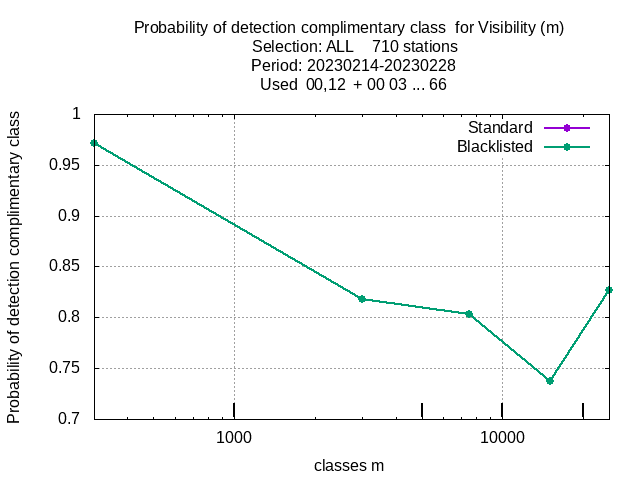 Probability of detection complimentary class  for Visibility (m)
Selection: ALL    710 stations
Period: 20230214-20230228
Used  00,12  + 00 03 ... 66
Probability of detection complimentary class
1
0.95
0.9
0.85
0.8
0.75
0.7
Standard
Blacklisted
1000
10000
classes m